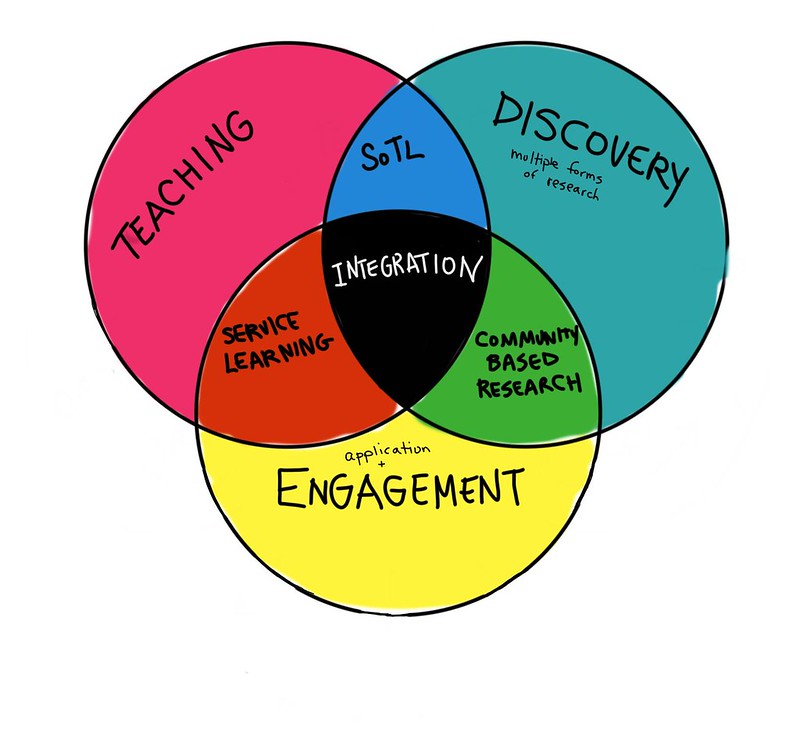 TEACHING
DISCOVERY
multiple forms
of research
SoTL
INTEGRATION
SERVICE
LEARNING
COMMUNITY
BASED
RESEARCH
application
+
ENGAGEMENT